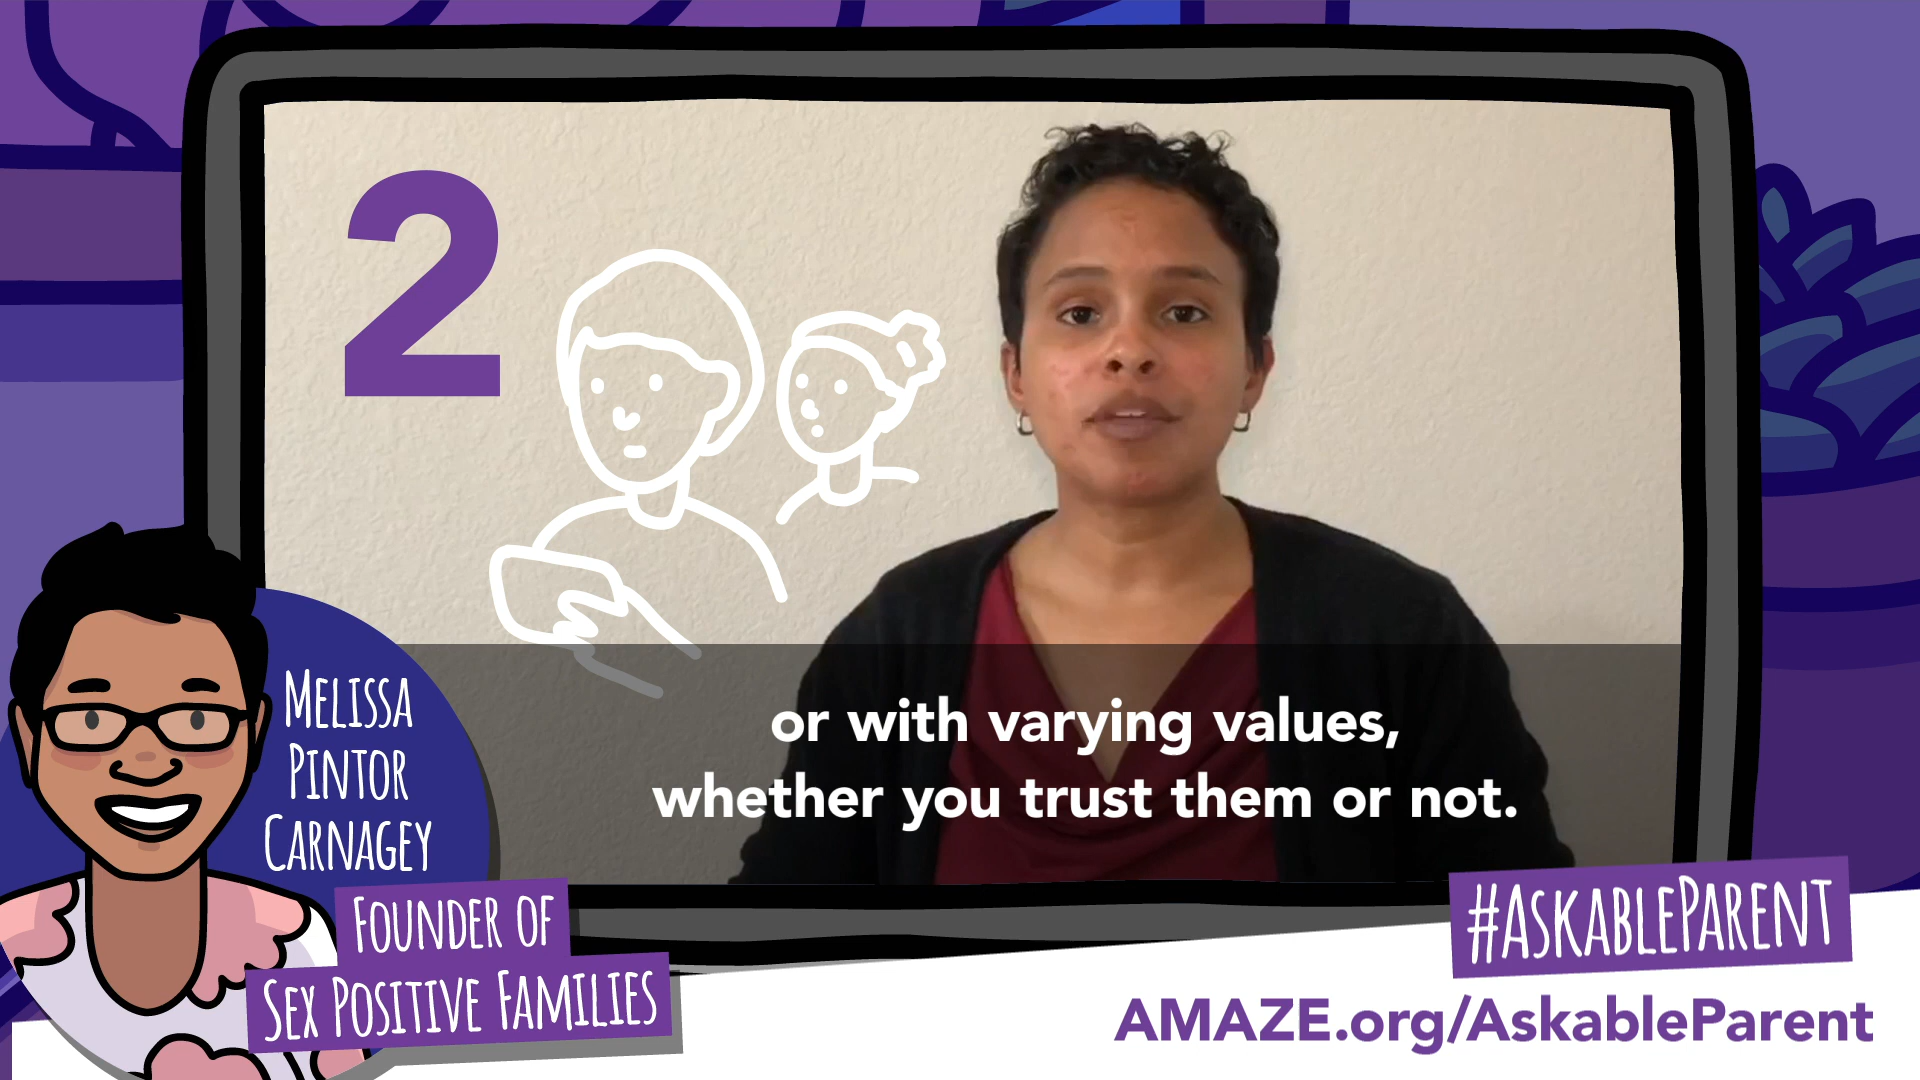 2
or with varying values,
whether you trust them or not.
Melissa
Pintor
Carnagey
Founder of
Sex Positive Families
#AskableParent
AMAZE.org/AskableParent